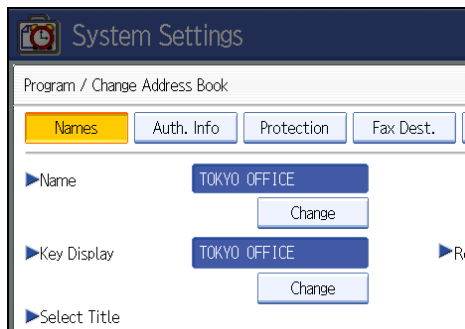 System Settings
Program / Change Address Book
Names Auth. Info Protection Fax Dest.
Name TOKYO OFFICE
Change
Key Display TOKYO OFFICE
Change
Select Title